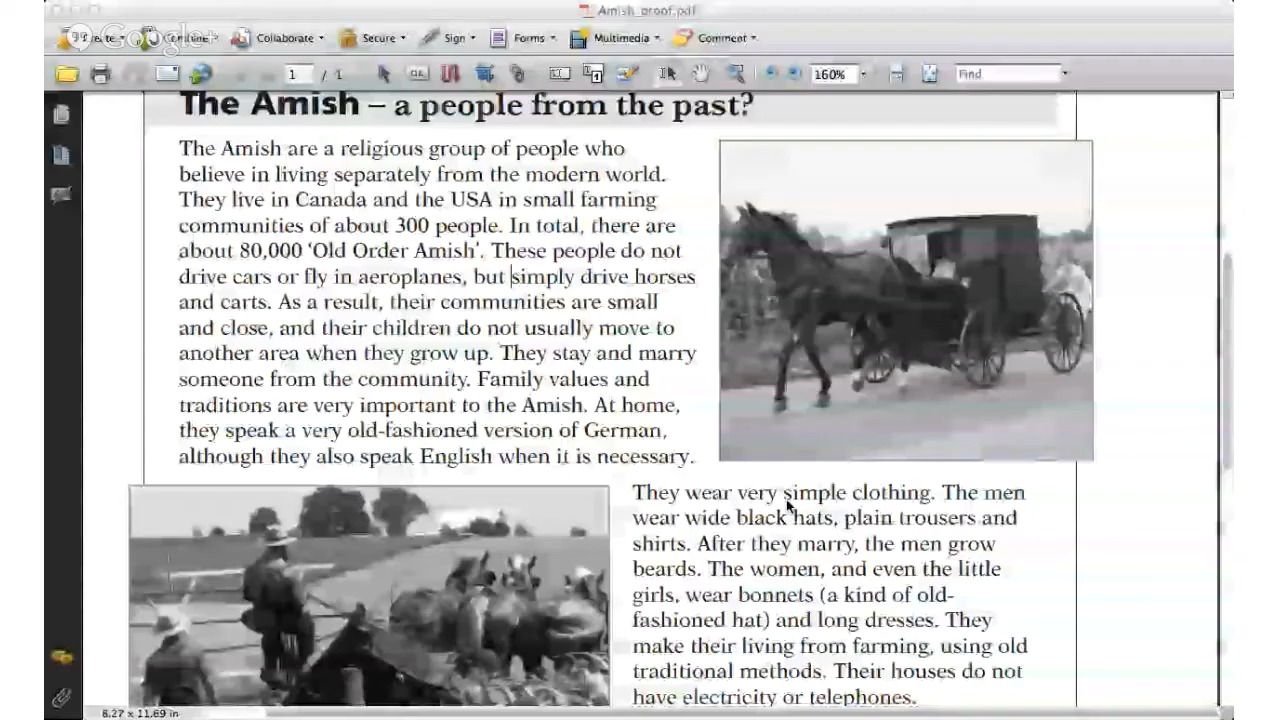 Amish_proof.pdf
Google+
Collaborate
Secure
Sign
Forms
Multimedia
Comment
1 / 1
160%
Find
The Amish – a people from the past?
The Amish are a religious group of people who
believe in living separately from the modern world.
They live in Canada and the USA in small farming
communities of about 300 people. In total, there are
about 80,000 ‘Old Order Amish’. These people do not
drive cars or fly in aeroplanes, but simply drive horses
and carts. As a result, their communities are small
and close, and their children do not usually move to
another area when they grow up. They stay and marry
someone from the community. Family values and
traditions are very important to the Amish. At home,
they speak a very old-fashioned version of German,
although they also speak English when it is necessary.
They wear very simple clothing. The men
wear wide black hats, plain trousers and
shirts. After they marry, the men grow
beards. The women, and even the little
girls, wear bonnets (a kind of old-
fashioned hat) and long dresses. They
make their living from farming, using old
traditional methods. Their houses do not
have electricity or telephones.
8.27 x 11.69 in